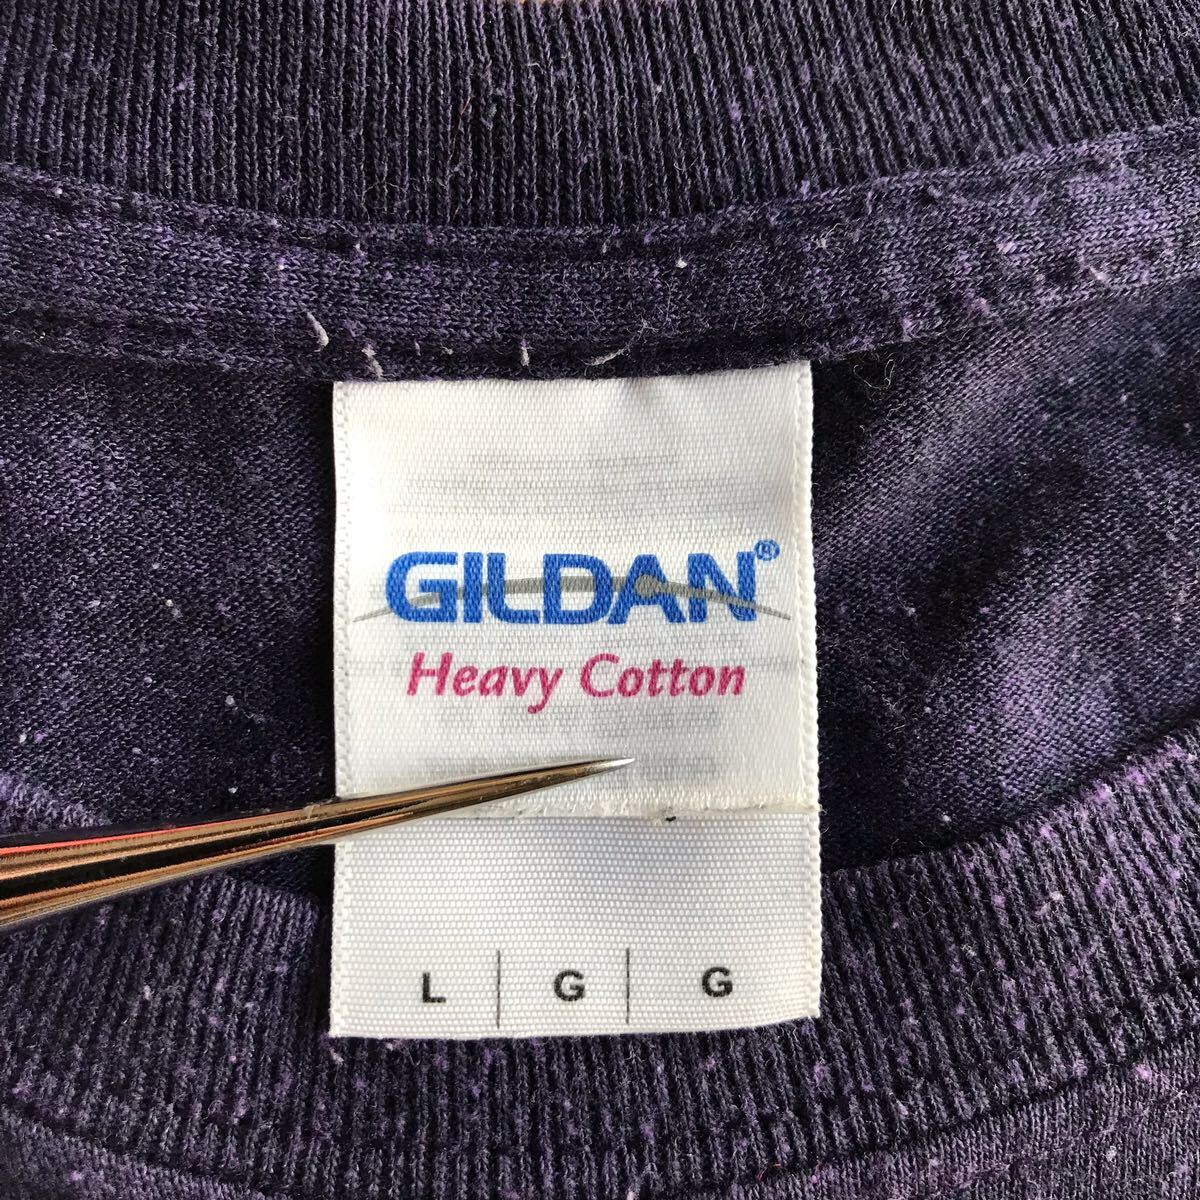 GILDAN®
Heavy Cotton
L | G | G